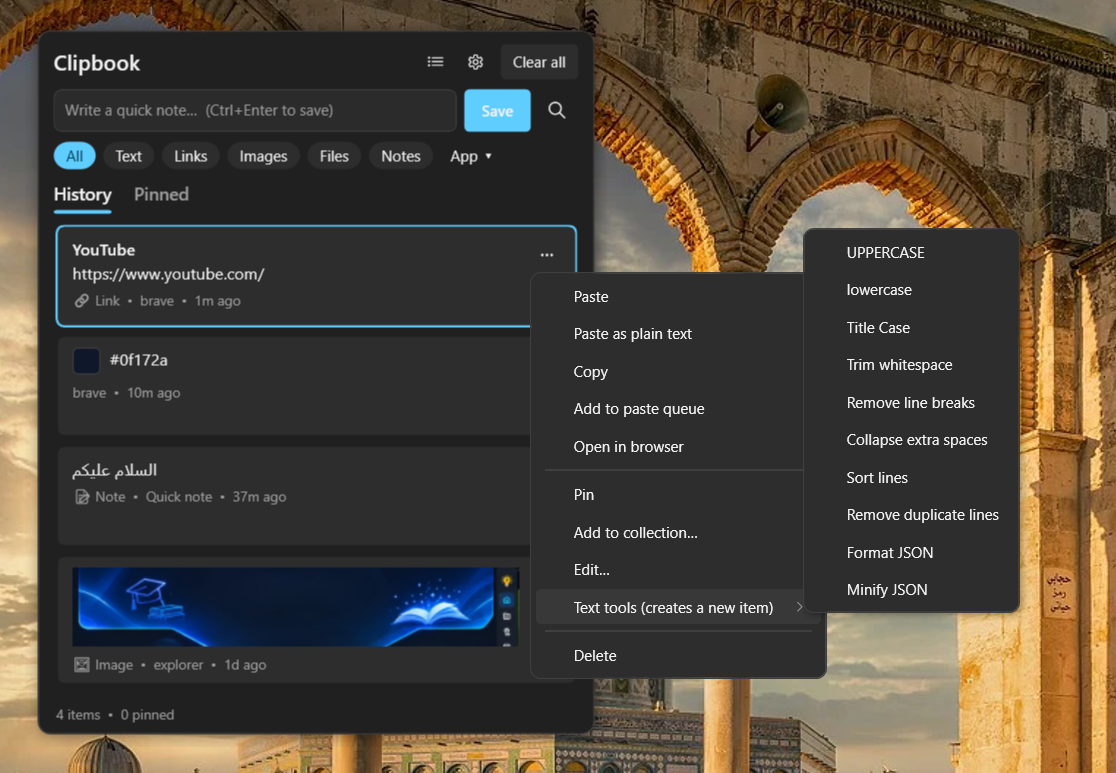 Clipbook
Clear all
Write a quick note... (Ctrl+Enter to save)
Save
All
Text
Links
Images
Files
Notes
App
History
Pinned
YouTube
https://www.youtube.com/
Link • brave • 1m ago
#0f172a
brave • 10m ago
السلام عليكم
Note • Quick note • 37m ago
Image • explorer • 1d ago
4 items • 0 pinned
Paste
Paste as plain text
Copy
Add to paste queue
Open in browser
Pin
Add to collection...
Edit...
Text tools (creates a new item)
Delete
UPPERCASE
lowercase
Title Case
Trim whitespace
Remove line breaks
Collapse extra spaces
Sort lines
Remove duplicate lines
Format JSON
Minify JSON